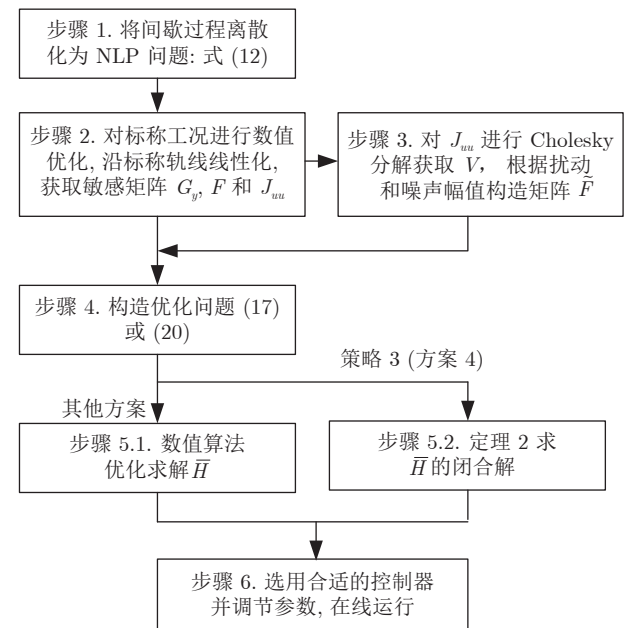 步骤 1. 将间歇过程离散
化为 NLP 问题: 式 (12)
步骤 2. 对标称工况进行数值
优化, 沿标称轨线线性化,
获取敏感矩阵 G_y, F 和 J_uu
步骤 3. 对 J_uu 进行 Cholesky
分解获取 V, 根据扰动
和噪声幅值构造矩阵 F̃
步骤 4. 构造优化问题 (17)
或 (20)
策略 3 (方案 4)
其他方案
步骤 5.1. 数值算法
优化求解 H̅
步骤 5.2. 定理 2 求
H̅ 的闭合解
步骤 6. 选用合适的控制器
并调节参数, 在线运行